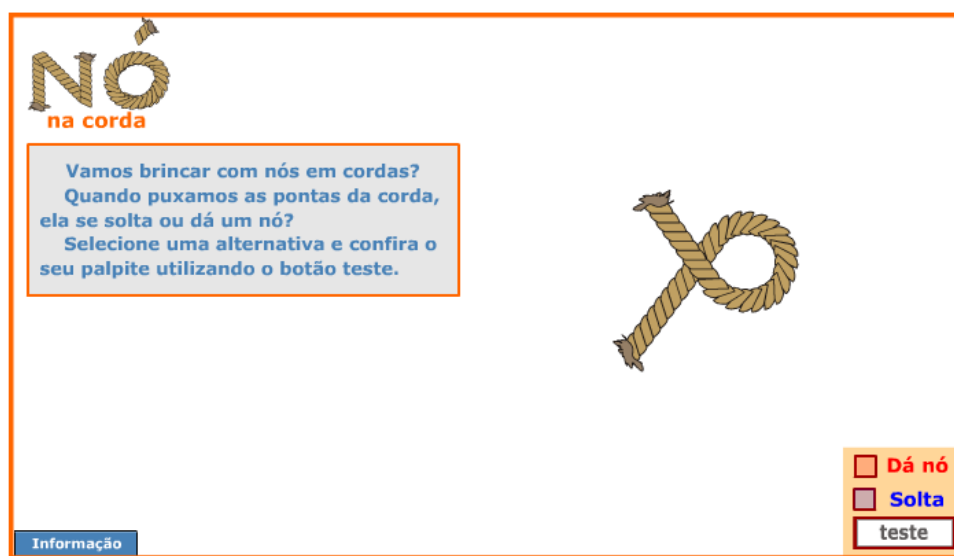 NÓ
na corda
Vamos brincar com nós em cordas?
Quando puxamos as pontas da corda,
ela se solta ou dá um nó?
Selecione uma alternativa e confira o
seu palpite utilizando o botão teste.
Dá nó
Solta
teste
Informação